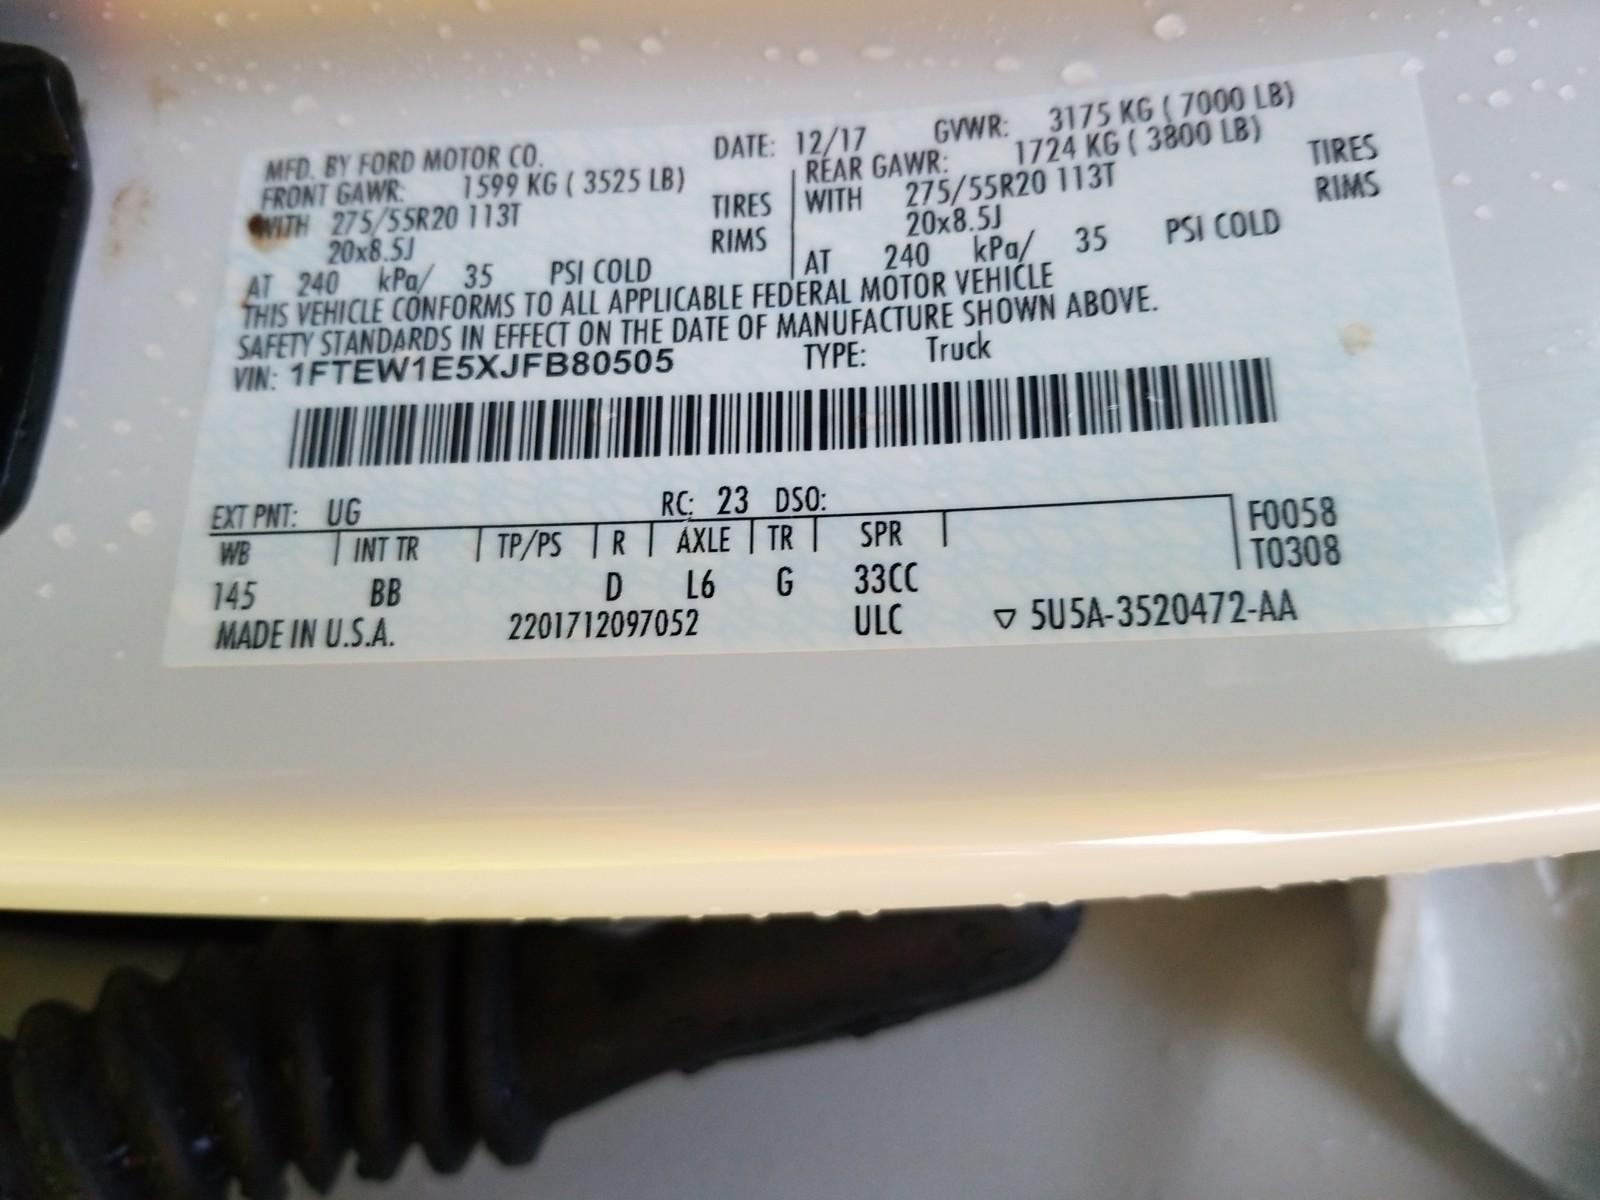 MFD. BY FORD MOTOR CO. DATE: 12/17 GVWR: 3175 KG ( 7000 LB)
FRONT GAWR: 1599 KG ( 3525 LB) REAR GAWR: 1724 KG ( 3800 LB)
WITH 275/55R20 113T TIRES WITH 275/55R20 113T TIRES
20x8.5J RIMS 20x8.5J RIMS
AT 240 kPa/ 35 PSI COLD AT 240 kPa/ 35 PSI COLD
THIS VEHICLE CONFORMS TO ALL APPLICABLE FEDERAL MOTOR VEHICLE
SAFETY STANDARDS IN EFFECT ON THE DATE OF MANUFACTURE SHOWN ABOVE.
VIN: 1FTEW1E5XJFB80505 TYPE: Truck
EXT PNT: UG RC: 23 DSO: F0058
WB INT TR TP/PS R AXLE TR SPR T0308
145 BB D L6 G 33CC
MADE IN U.S.A. 2201712097052 ULC ▽ 5U5A-3520472-AA